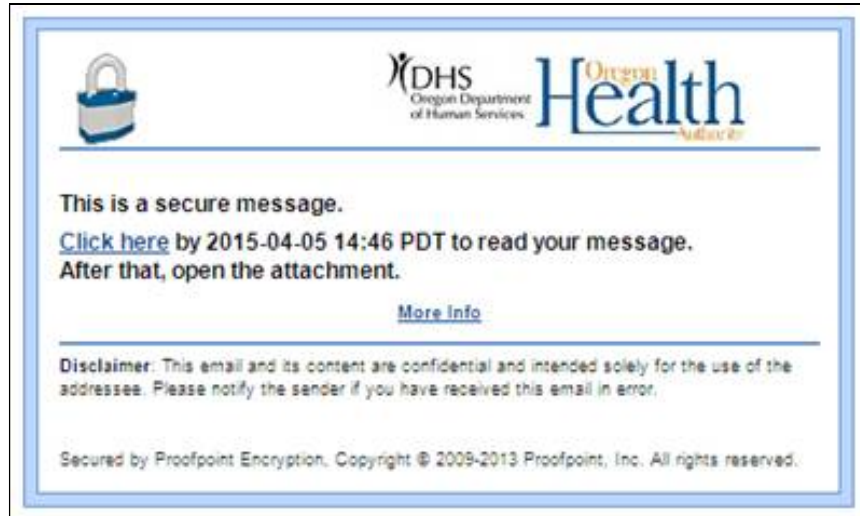 DHS
Oregon Department
of Human Services
Oregon
Health
Authority
This is a secure message.
Click here by 2015-04-05 14:46 PDT to read your message.
After that, open the attachment.
More Info
Disclaimer: This email and its content are confidential and intended solely for the use of the
addressee. Please notify the sender if you have received this email in error.
Secured by Proofpoint Encryption, Copyright © 2009-2013 Proofpoint, Inc. All rights reserved.